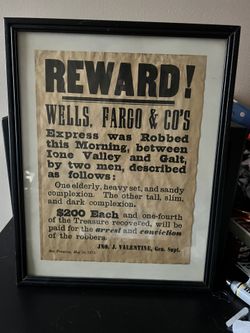 REWARD!
WELLS, FARGO & CO'S
Express was Robbed
this Morning, between
Ione Valley and Galt,
by two men, described
as follows:
One elderly, heavy set, and sandy
complexion. The other tall, slim,
and dark complexion.
$200 Each and one-fourth
of the Treasure recovered, will be
paid for the arrest and conviction
of the robbers.
JNO. J. VALENTINE, Gen. Supt.
San Francisco, May